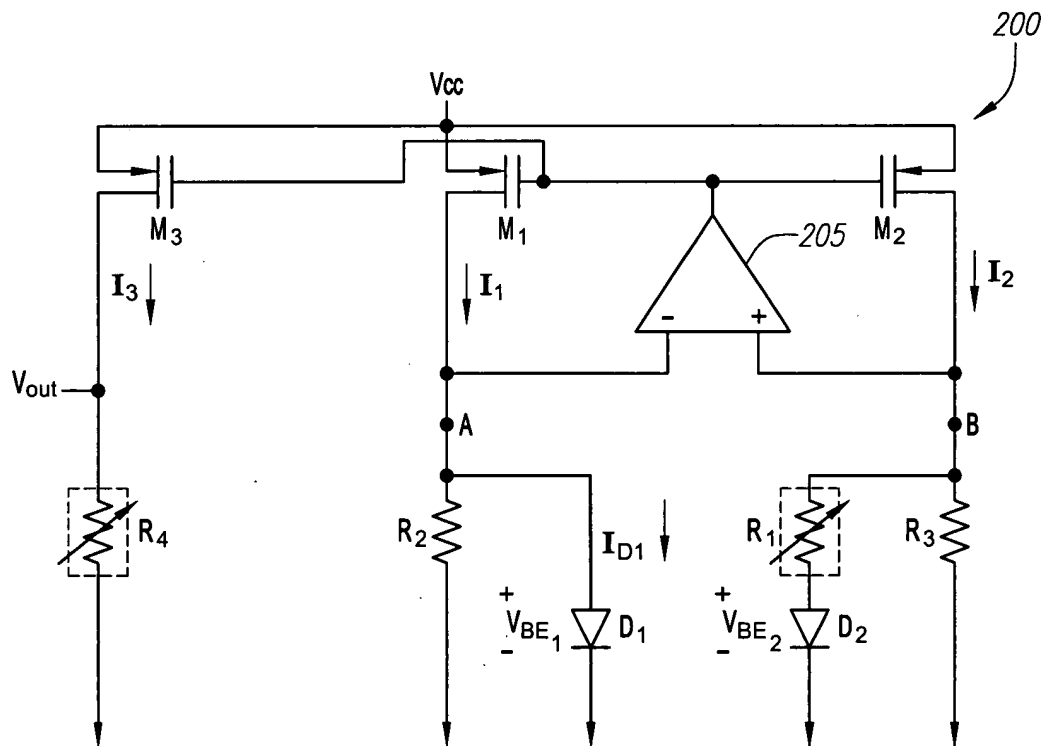 200
Vcc
M3
M1
205
M2
I3
I1
I2
- +
Vout
A
B
R4
R2
ID1
R1
R3
+
VBE1
-
D1
+
VBE2
-
D2